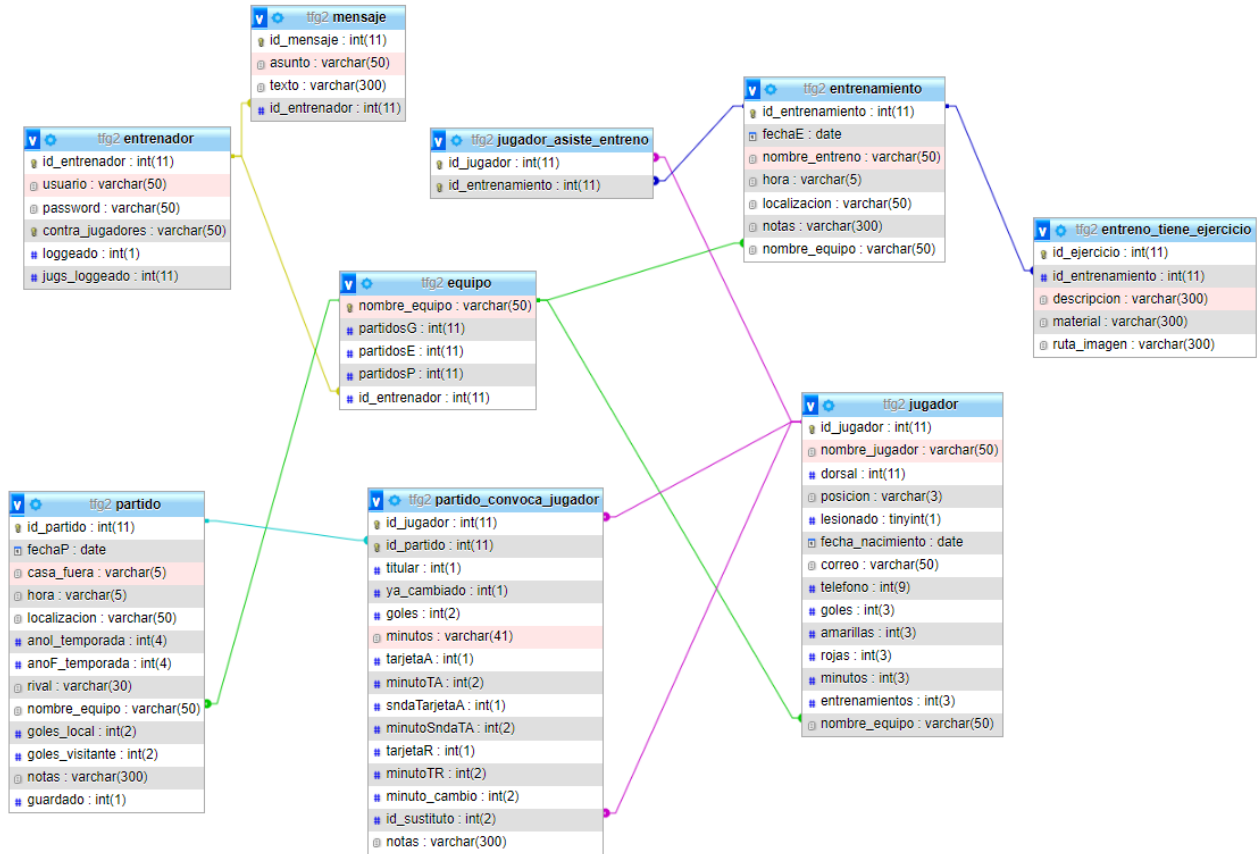 tfg2 mensaje
id_mensaje : int(11)
asunto : varchar(50)
texto : varchar(300)
id_entrenador : int(11)
tfg2 entrenador
id_entrenador : int(11)
usuario : varchar(50)
password : varchar(50)
contra_jugadores : varchar(50)
loggeado : int(1)
jugs_loggeado : int(11)
tfg2 jugador_asiste_entreno
id_jugador : int(11)
id_entrenamiento : int(11)
tfg2 entrenamiento
id_entrenamiento : int(11)
fechaE : date
nombre_entreno : varchar(50)
hora : varchar(5)
localizacion : varchar(50)
notas : varchar(300)
nombre_equipo : varchar(50)
tfg2 entreno_tiene_ejercicio
id_ejercicio : int(11)
id_entrenamiento : int(11)
descripcion : varchar(300)
material : varchar(300)
ruta_imagen : varchar(300)
tfg2 equipo
nombre_equipo : varchar(50)
partidosG : int(11)
partidosE : int(11)
partidosP : int(11)
id_entrenador : int(11)
tfg2 jugador
id_jugador : int(11)
nombre_jugador : varchar(50)
dorsal : int(11)
posicion : varchar(3)
lesionado : tinyint(1)
fecha_nacimiento : date
correo : varchar(50)
telefono : int(9)
goles : int(3)
amarillas : int(3)
rojas : int(3)
minutos : int(3)
entrenamientos : int(3)
nombre_equipo : varchar(50)
tfg2 partido
id_partido : int(11)
fechaP : date
casa_fuera : varchar(5)
hora : varchar(5)
localizacion : varchar(50)
anoI_temporada : int(4)
anoF_temporada : int(4)
rival : varchar(30)
nombre_equipo : varchar(50)
goles_local : int(2)
goles_visitante : int(2)
notas : varchar(300)
guardado : int(1)
tfg2 partido_convoca_jugador
id_jugador : int(11)
id_partido : int(11)
titular : int(1)
ya_cambiado : int(1)
goles : int(2)
minutos : varchar(41)
tarjetaA : int(1)
minutoTA : int(2)
sndaTarjetaA : int(1)
minutoSndaTA : int(2)
tarjetaR : int(1)
minutoTR : int(2)
minuto_cambio : int(2)
id_sustituto : int(2)
notas : varchar(300)